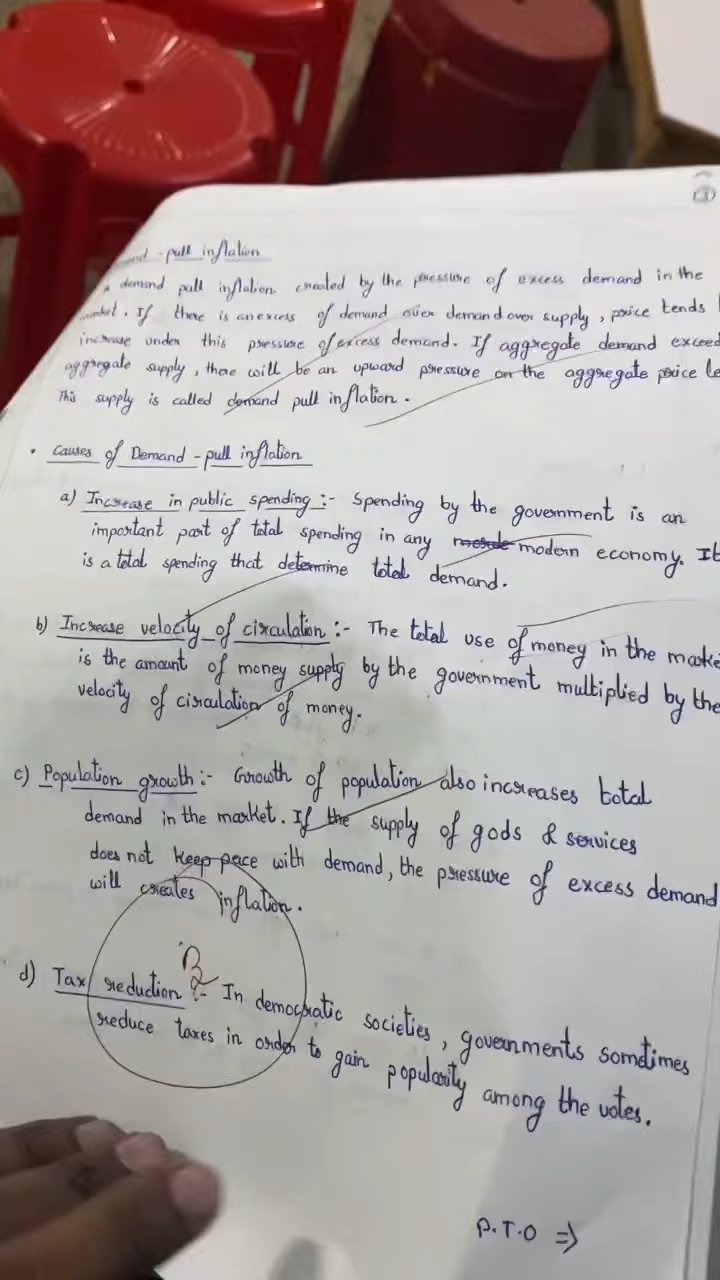 -pull inflation
demand pull inflation created by the pressure of excess demand in the
market. If there is an excess of demand over demand over supply, price tends
increase under this pressure of excess demand. If aggregate demand exceed
aggregate supply, there will be an upward pressure on the aggregate price le
This supply is called demand pull inflation.
• Causes of Demand-pull inflation
a) Increase in public spending :- Spending by the government is an
important part of total spending in any modern economy. It
is a total spending that determine total demand.
b) Increase velocity of circulation :- The total use of money in the marke
is the amount of money supply by the government multiplied by the
velocity of circulation of money.
c) Population growth :- Growth of population also increases total
demand in the market. If the supply of gods & services
does not keep pace with demand, the pressure of excess demand
will creates inflation.
d) Tax reduction :- In democratic societies, governments somtimes
reduce taxes in order to gain popularity among the votes.
P.T.O ⇒